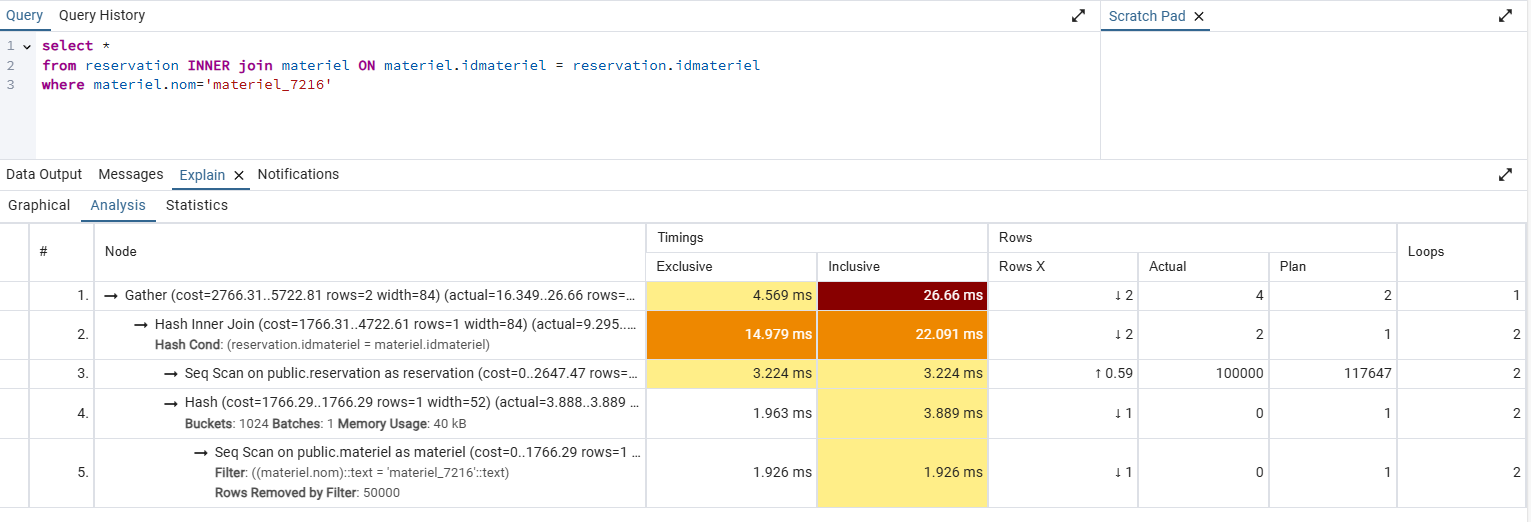 Query Query History
Scratch Pad
1 select *
2 from reservation INNER join materiel ON materiel.idmateriel = reservation.idmateriel
3 where materiel.nom='materiel_7216'
Data Output Messages Explain Notifications
Graphical Analysis Statistics
# Node Timings Rows Loops
Exclusive Inclusive Rows X Actual Plan
1. → Gather (cost=2766.31..5722.81 rows=2 width=84) (actual=16.349..26.66 rows=... 4.569 ms 26.66 ms ↓ 2 4 2 1
2. → Hash Inner Join (cost=1766.31..4722.61 rows=1 width=84) (actual=9.295..... 14.979 ms 22.091 ms ↓ 2 2 1 2
Hash Cond: (reservation.idmateriel = materiel.idmateriel)
3. → Seq Scan on public.reservation as reservation (cost=0..2647.47 rows=... 3.224 ms 3.224 ms ↑ 0.59 100000 117647 2
4. → Hash (cost=1766.29..1766.29 rows=1 width=52) (actual=3.888..3.889 ... 1.963 ms 3.889 ms ↓ 1 0 1 2
Buckets: 1024 Batches: 1 Memory Usage: 40 kB
5. → Seq Scan on public.materiel as materiel (cost=0..1766.29 rows=1 ... 1.926 ms 1.926 ms ↓ 1 0 1 2
Filter: ((materiel.nom)::text = 'materiel_7216'::text)
Rows Removed by Filter: 50000